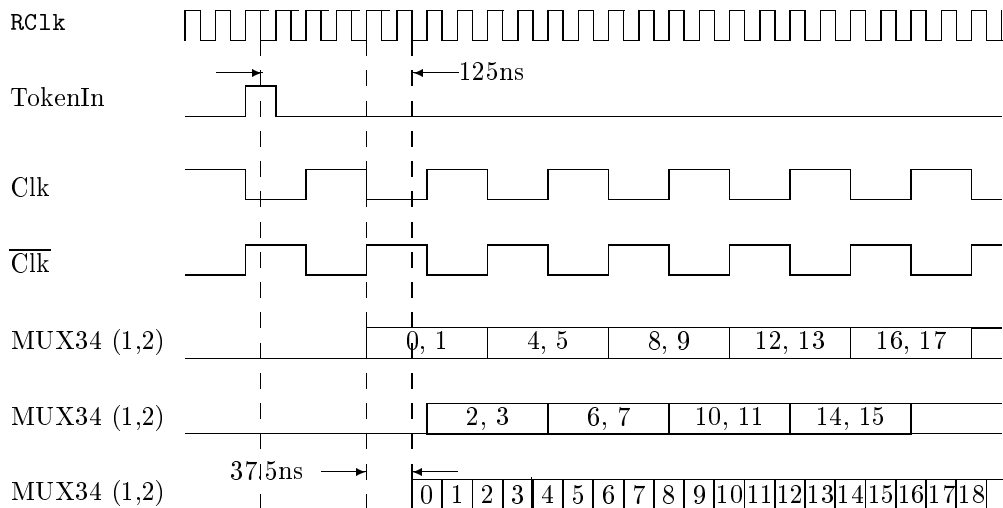 RClk
125ns
TokenIn
Clk
Clk
MUX34 (1,2) 0, 1 4, 5 8, 9 12, 13 16, 17
MUX34 (1,2) 2, 3 6, 7 10, 11 14, 15
37.5ns
MUX34 (1,2) 0 1 2 3 4 5 6 7 8 9 10 11 12 13 14 15 16 17 18